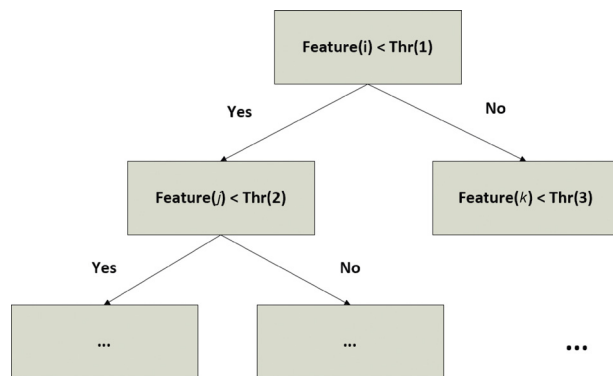 Feature(i) < Thr(1)
Yes
No
Feature(j) < Thr(2)
Feature(k) < Thr(3)
Yes
No
...
...
...